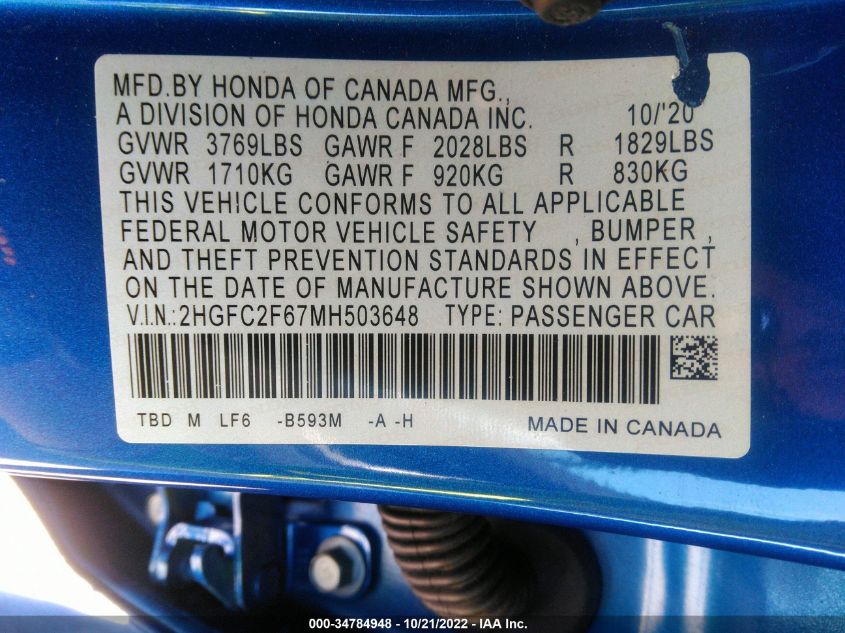 MFD.BY HONDA OF CANADA MFG.,
A DIVISION OF HONDA CANADA INC. 10/'20
GVWR 3769LBS GAWR F 2028LBS R 1829LBS
GVWR 1710KG GAWR F 920KG R 830KG
THIS VEHICLE CONFORMS TO ALL APPLICABLE
FEDERAL MOTOR VEHICLE SAFETY , BUMPER ,
AND THEFT PREVENTION STANDARDS IN EFFECT
ON THE DATE OF MANUFACTURE SHOWN ABOVE.
V.I.N.:2HGFC2F67MH503648 TYPE: PASSENGER CAR
TBD M LF6 -B593M -A -H MADE IN CANADA
000-34784948 - 10/21/2022 - IAA Inc.